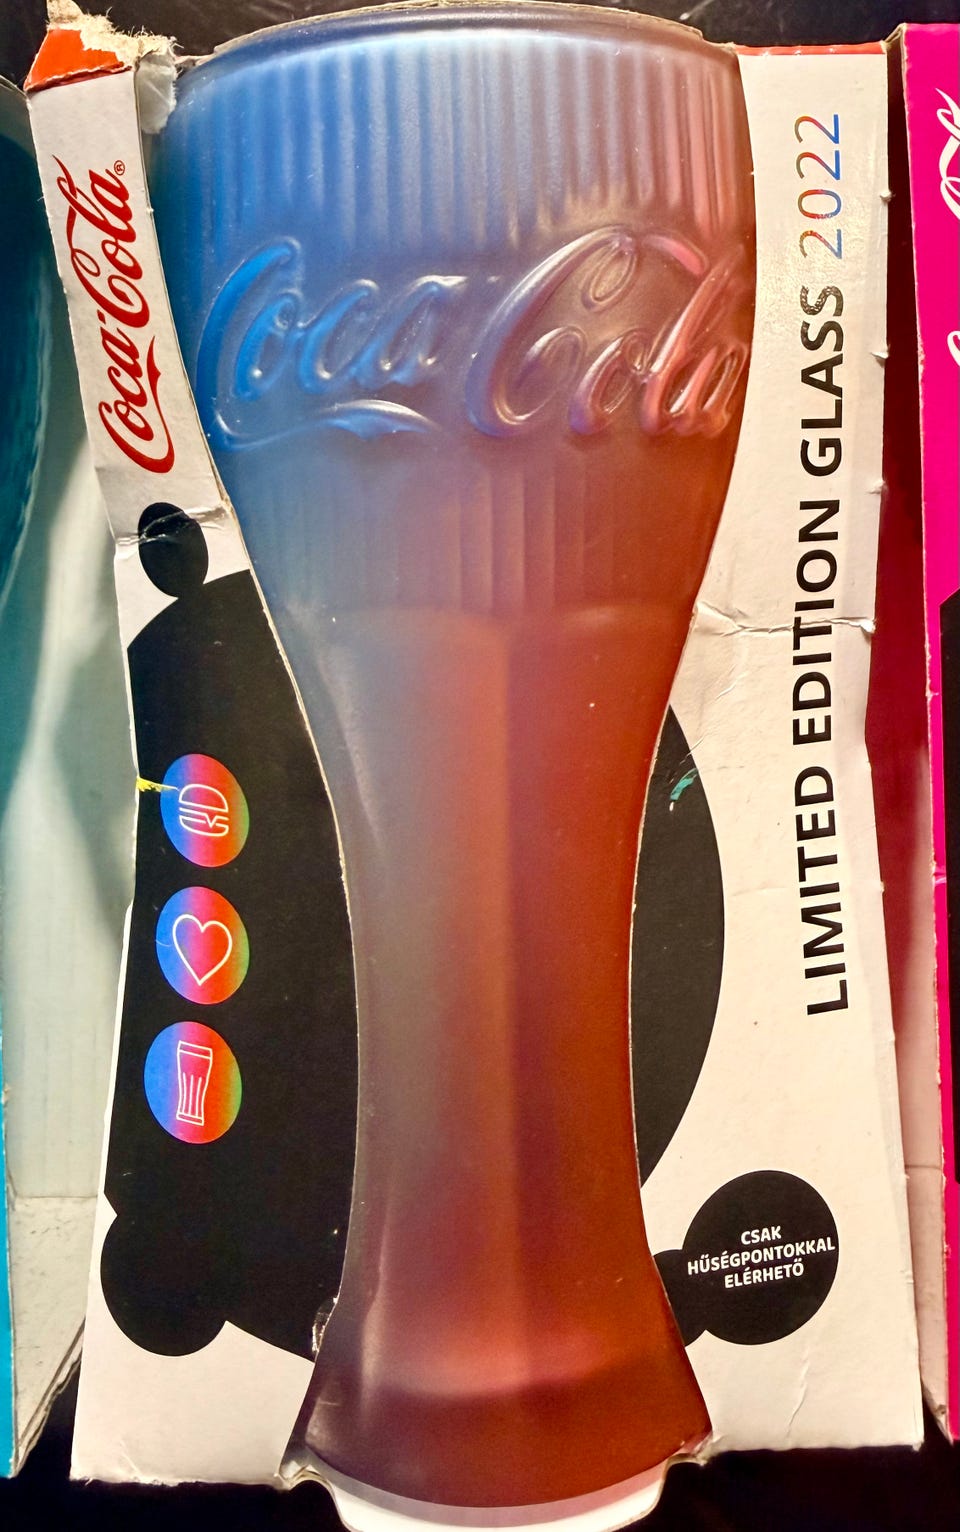 Coca-Cola®
Coca-Cola
LIMITED EDITION GLASS 2022
CSAK
HŰSÉGPONTOKKAL
ELÉRHETŐ